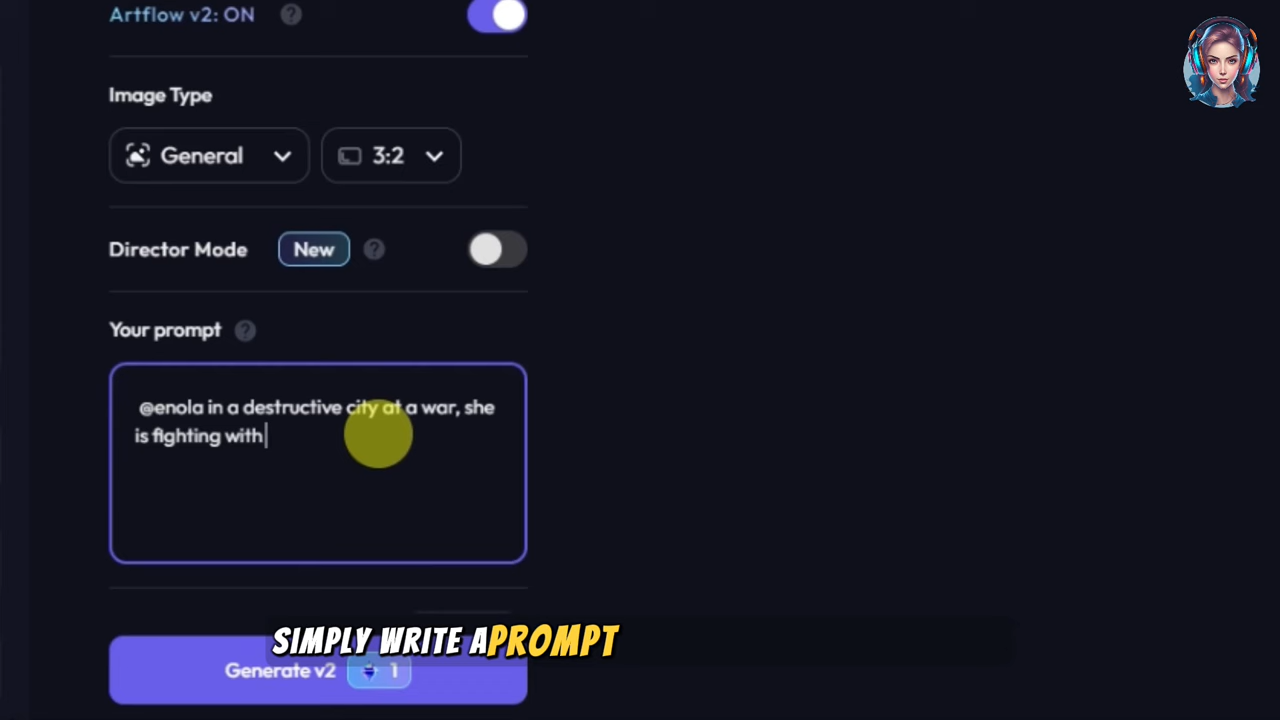 Artflow v2: ON ?
Image Type
General 3:2
Director Mode New ?
Your prompt ?
@enola in a destructive city at a war, she
is fighting with
SIMPLY WRITE A PROMPT
Generate v2 1